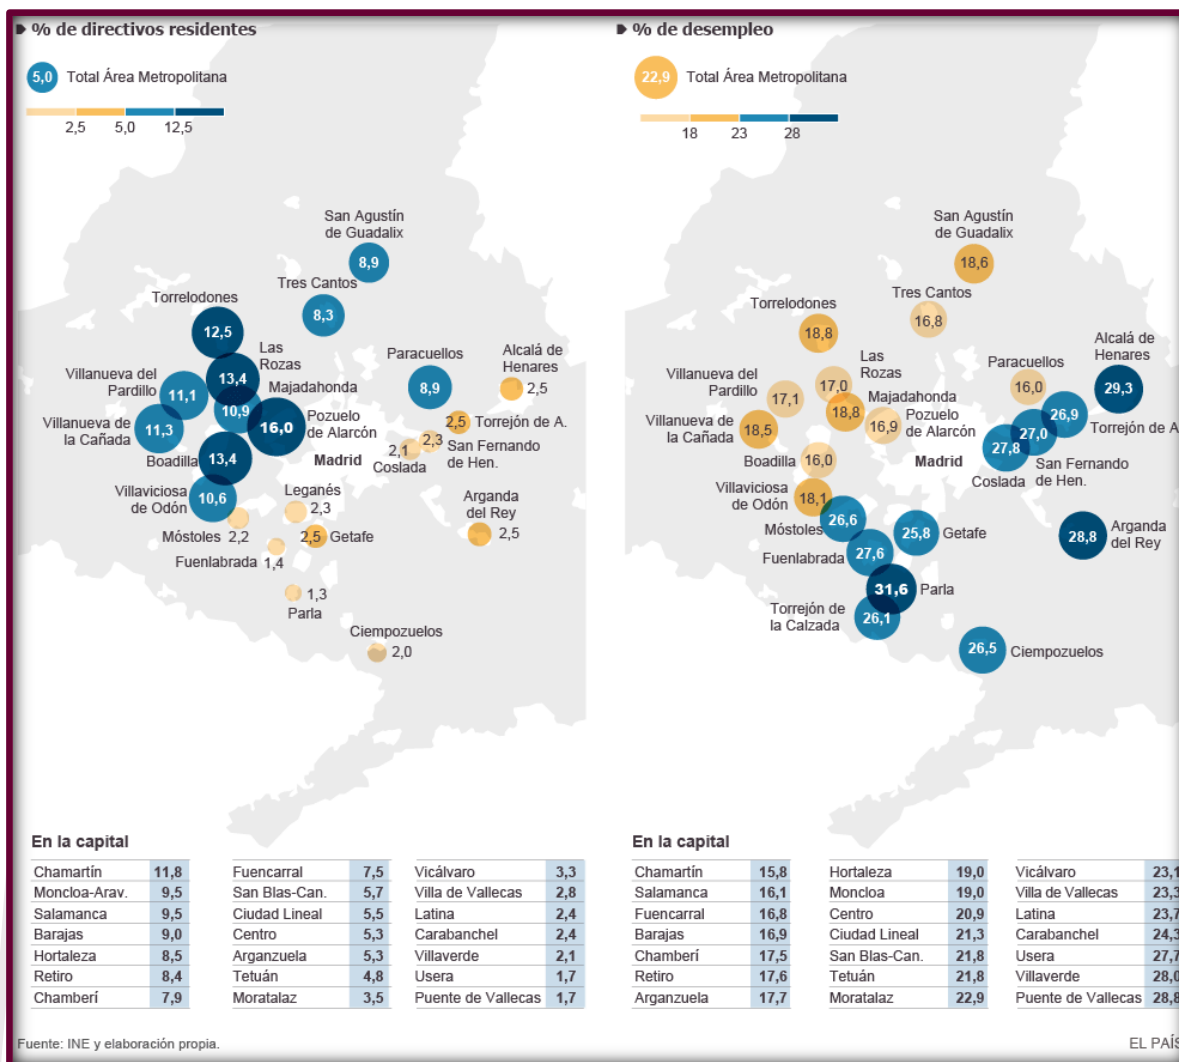 % de directivos residentes
5,0 Total Área Metropolitana
2,5 5,0 12,5
San Agustín
de Guadalix
8,9
Tres Cantos
8,3
Torrelodones
12,5
Las
Rozas
13,4
Villanueva del
Pardillo
11,1
Majadahonda
10,9
Villanueva de
la Cañada
11,3
Pozuelo
de Alarcón
16,0
Boadilla
13,4
Villaviciosa
de Odón
10,6
Madrid
Paracuellos
8,9
Alcalá de
Henares
2,5
2,5 Torrejón de A.
2,3 San Fernando
de Hen.
2,1
Coslada
Leganés
2,3
Móstoles 2,2
2,5 Getafe
Fuenlabrada 1,4
Arganda
del Rey
2,5
1,3
Parla
Ciempozuelos
2,0
En la capital
Chamartín 11,8
Moncloa-Arav. 9,5
Salamanca 9,5
Barajas 9,0
Hortaleza 8,5
Retiro 8,4
Chamberí 7,9
Fuencarral 7,5
San Blas-Can. 5,7
Ciudad Lineal 5,5
Centro 5,3
Arganzuela 5,3
Tetuán 4,8
Moratalaz 3,5
Vicálvaro 3,3
Villa de Vallecas 2,8
Latina 2,4
Carabanchel 2,4
Villaverde 2,1
Usera 1,7
Puente de Vallecas 1,7
% de desempleo
22,9 Total Área Metropolitana
18 23 28
San Agustín
de Guadalix
18,6
Tres Cantos
16,8
Torrelodones
18,8
Las
Rozas
17,0
Villanueva del
Pardillo
17,1
Majadahonda
18,8
Villanueva de
la Cañada
18,5
Pozuelo
de Alarcón
16,9
Boadilla 16,0
Villaviciosa
de Odón
18,1
Madrid
Paracuellos
16,0
Alcalá de
Henares
29,3
26,9
Torrejón de A
27,0
San Fernando
de Hen.
27,8
Coslada
Móstoles 26,6
25,8 Getafe
Fuenlabrada 27,6
28,8 Arganda
del Rey
31,6 Parla
Torrejón de
la Calzada
26,1
26,5 Ciempozuelos
En la capital
Chamartín 15,8
Salamanca 16,1
Fuencarral 16,8
Barajas 16,9
Chamberí 17,5
Retiro 17,6
Arganzuela 17,7
Hortaleza 19,0
Moncloa 19,0
Centro 20,9
Ciudad Lineal 21,3
San Blas-Can. 21,8
Tetuán 21,8
Moratalaz 22,9
Vicálvaro 23,1
Villa de Vallecas 23,3
Latina 23,7
Carabanchel 24,3
Usera 27,7
Villaverde 28,0
Puente de Vallecas 28,8
Fuente: INE y elaboración propia.
EL PAÍS